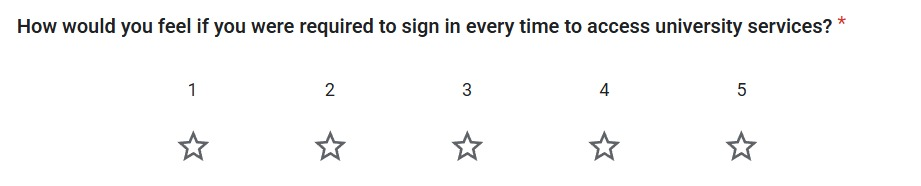 How would you feel if you were required to sign in every time to access university services? *
1 2 3 4 5